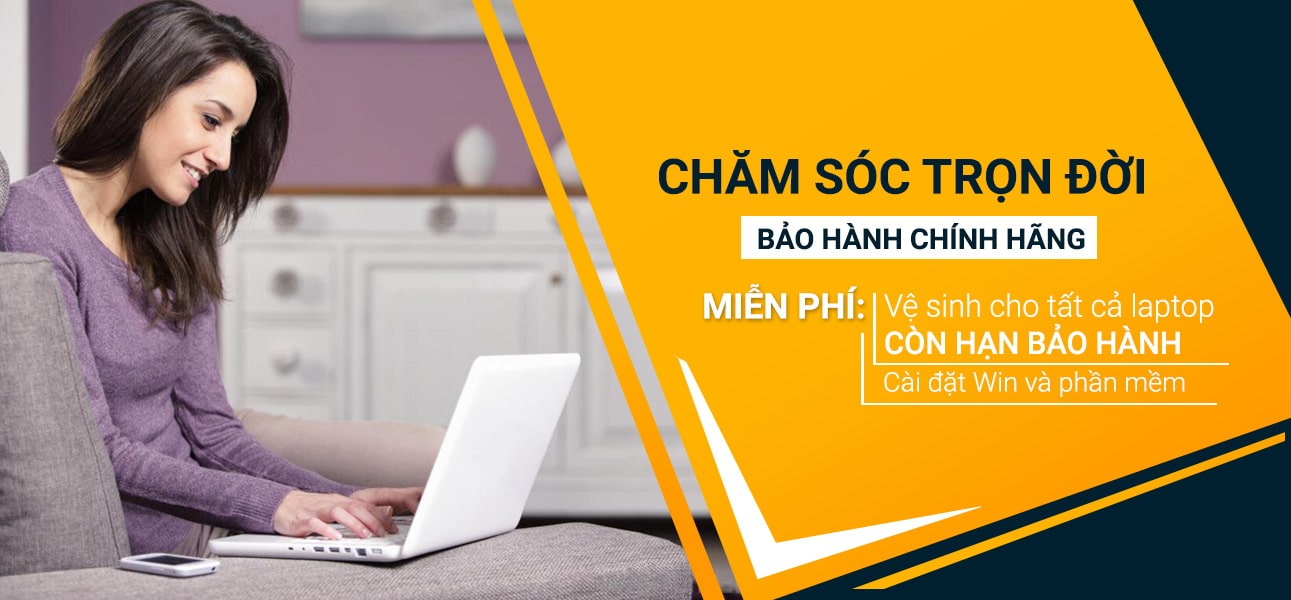 CHĂM SÓC TRỌN ĐỜI
BẢO HÀNH CHÍNH HÃNG
MIỄN PHÍ: Vệ sinh cho tất cả laptop
CÒN HẠN BẢO HÀNH
Cài đặt Win và phần mềm